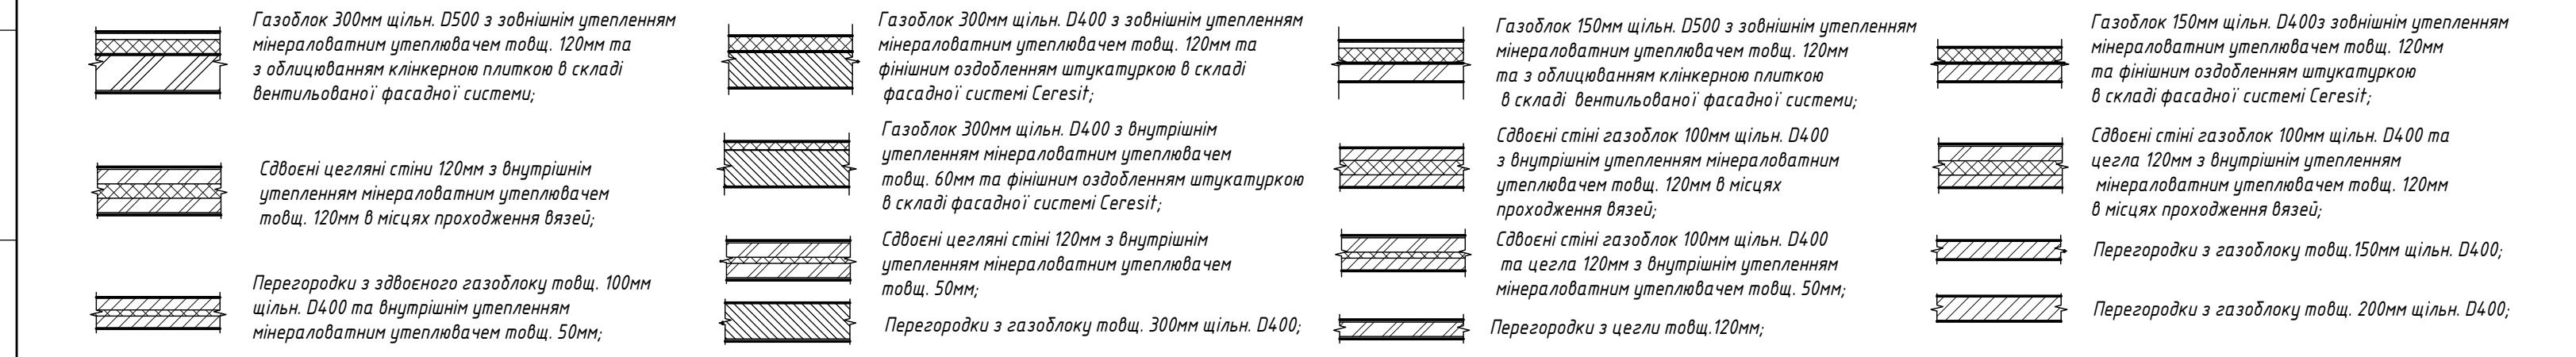 Газоблок 300мм щільн. D500 з зовнішнім утепленням
мінераловатним утеплювачем товщ. 120мм та
з облицюванням клінкерною плиткою в складі
вентильованої фасадної системи;
Сдвоєні цегляні стіни 120мм з внутрішнім
утепленням мінераловатним утеплювачем
товщ. 120мм в місцях проходження вязей;
Перегородки з здвоєного газоблоку товщ. 100мм
щільн. D400 та внутрішнім утепленням
мінераловатним утеплювачем товщ. 50мм;
Газоблок 300мм щільн. D400 з зовнішнім утепленням
мінераловатним утеплювачем товщ. 120мм та
фінішним оздобленням штукатуркою в складі
фасадної системі Ceresit;
Газоблок 300мм щільн. D400 з внутрішнім
утепленням мінераловатним утеплювачем
товщ. 60мм та фінішним оздобленням штукатуркою
в складі фасадної системі Ceresit;
Сдвоєні цегляні стіні 120мм з внутрішнім
утепленням мінераловатним утеплювачем
товщ. 50мм;
Перегородки з газоблоку товщ. 300мм щільн. D400;
Газоблок 150мм щільн. D500 з зовнішнім утепленням
мінераловатним утеплювачем товщ. 120мм
та з облицюванням клінкерною плиткою
в складі вентильованої фасадної системи;
Сдвоєні стіні газоблок 100мм щільн. D400
з внутрішнім утепленням мінераловатним
утеплювачем товщ. 120мм в місцях
проходження вязей;
Сдвоєні стіні газоблок 100мм щільн. D400
та цегла 120мм з внутрішнім утепленням
мінераловатним утеплювачем товщ. 50мм;
Перегородки з цегли товщ.120мм;
Газоблок 150мм щільн. D400з зовнішнім утепленням
мінераловатним утеплювачем товщ. 120мм
та фінішним оздобленням штукатуркою
в складі фасадної системі Ceresit;
Сдвоєні стіні газоблок 100мм щільн. D400 та
цегла 120мм з внутрішнім утепленням
мінераловатним утеплювачем товщ. 120мм
в місцях проходження вязей;
Перегородки з газоблоку товщ.150мм щільн. D400;
Перегородки з газоблоку товщ. 200мм щільн. D400;